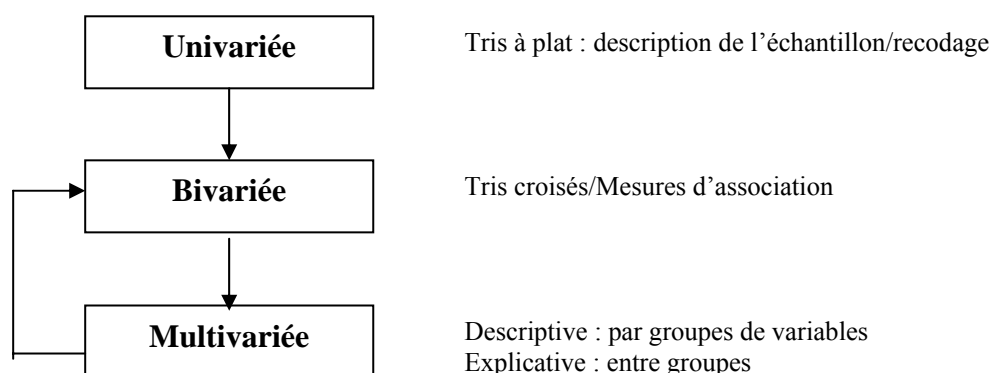 Univariée
Tris à plat : description de l’échantillon/recodage
Bivariée
Tris croisés/Mesures d’association
Multivariée
Descriptive : par groupes de variables
Explicative : entre groupes